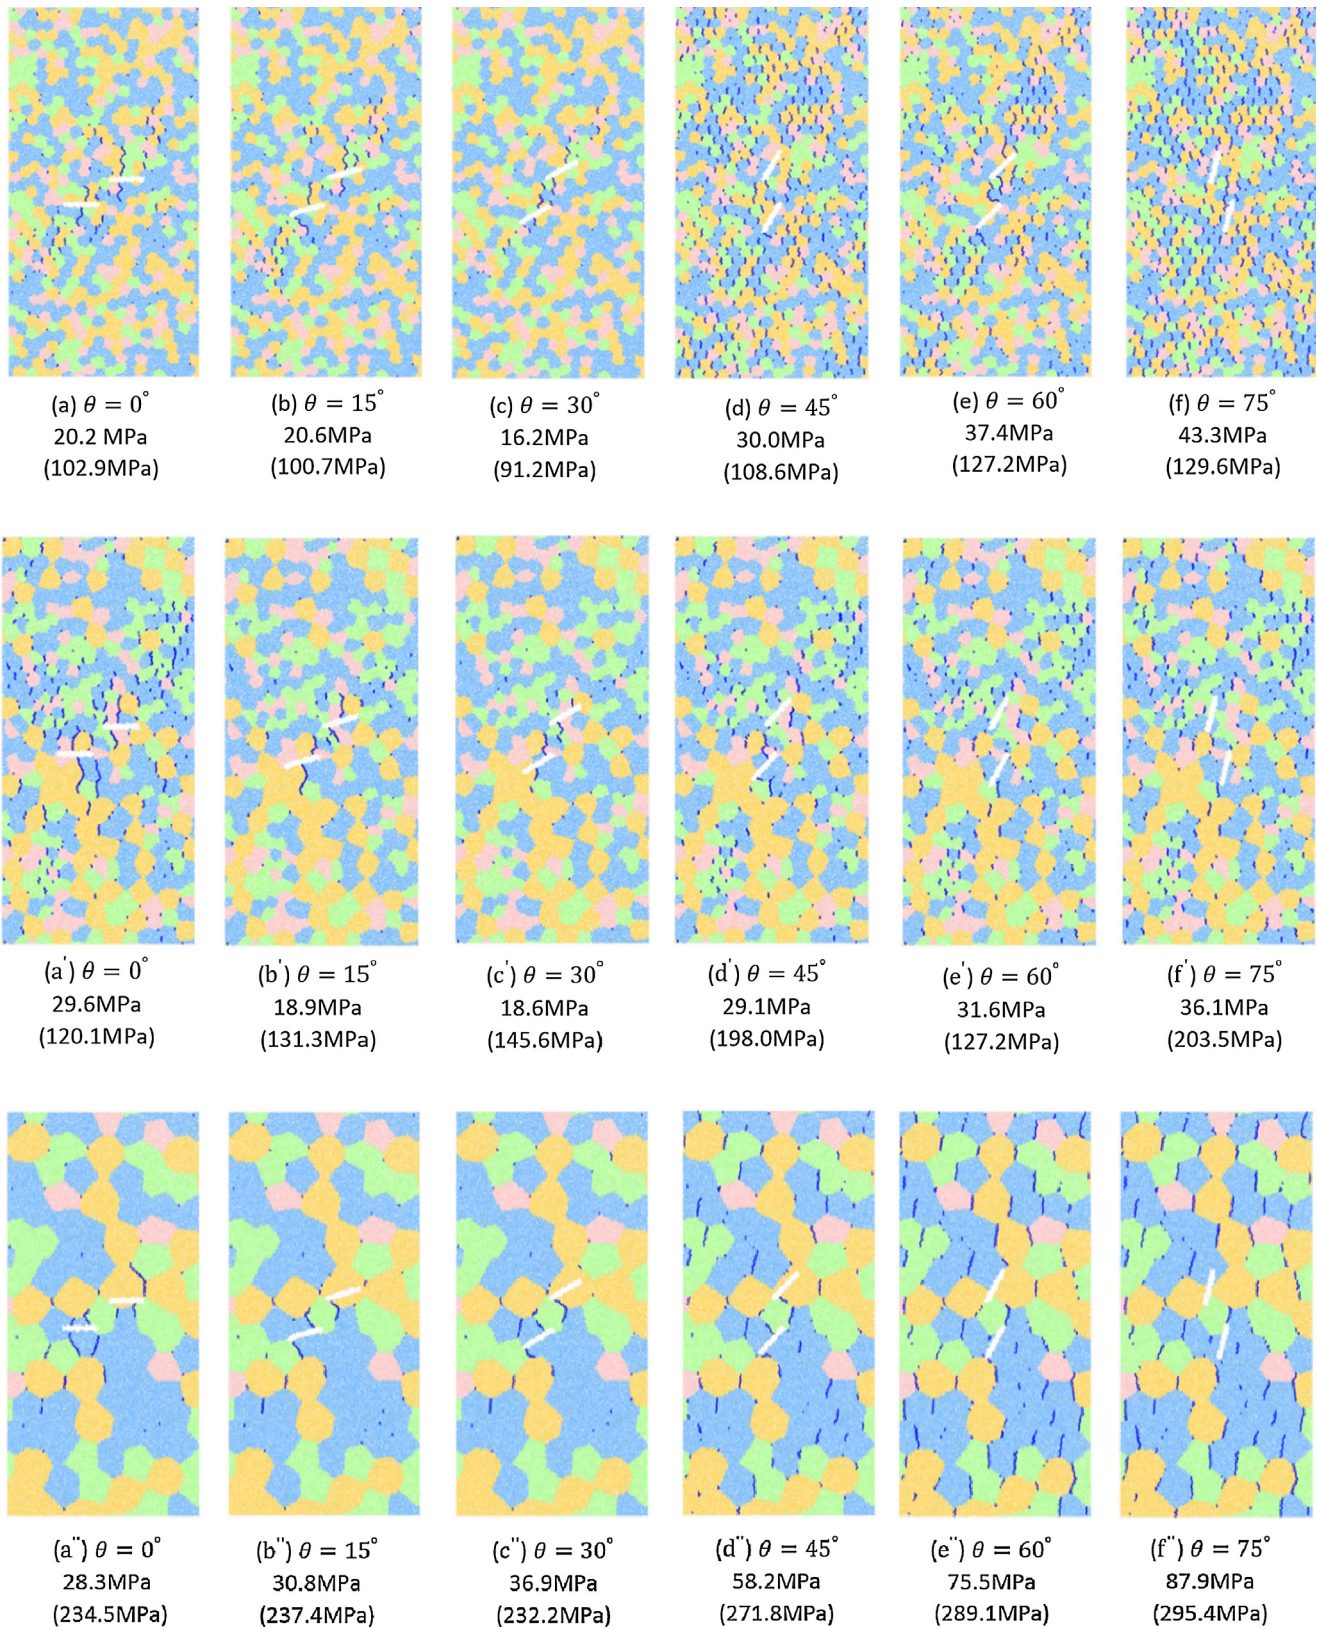 (a) θ = 0° (b) θ = 15° (c) θ = 30° (d) θ = 45° (e) θ = 60° (f) θ = 75°
20.2 MPa 20.6MPa 16.2MPa 30.0MPa 37.4MPa 43.3MPa
(102.9MPa) (100.7MPa) (91.2MPa) (108.6MPa) (127.2MPa) (129.6MPa)
(a') θ = 0° (b') θ = 15° (c') θ = 30° (d') θ = 45° (e') θ = 60° (f') θ = 75°
29.6MPa 18.9MPa 18.6MPa 29.1MPa 31.6MPa 36.1MPa
(120.1MPa) (131.3MPa) (145.6MPa) (198.0MPa) (127.2MPa) (203.5MPa)
(a") θ = 0° (b") θ = 15° (c") θ = 30° (d") θ = 45° (e") θ = 60° (f") θ = 75°
28.3MPa 30.8MPa 36.9MPa 58.2MPa 75.5MPa 87.9MPa
(234.5MPa) (237.4MPa) (232.2MPa) (271.8MPa) (289.1MPa) (295.4MPa)